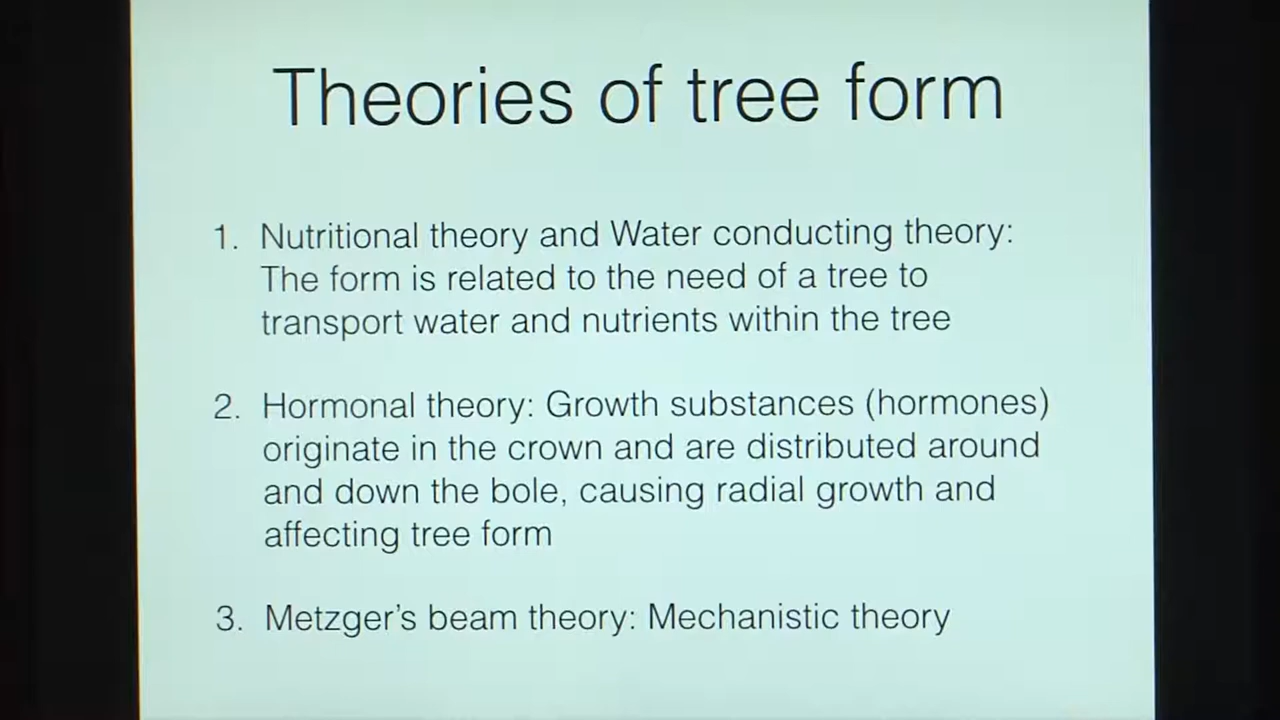 Theories of tree form
1. Nutritional theory and Water conducting theory:
The form is related to the need of a tree to
transport water and nutrients within the tree
2. Hormonal theory: Growth substances (hormones)
originate in the crown and are distributed around
and down the bole, causing radial growth and
affecting tree form
3. Metzger's beam theory: Mechanistic theory